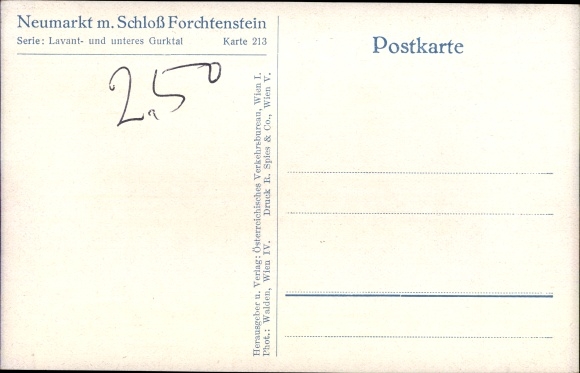 Neumarkt m. Schloß Forchtenstein
Serie: Lavant- und unteres Gurktal Karte 213
2.50
Postkarte
Herausgeber u. Verlag: Österreichisches Verkehrsbureau, Wien I.
Phot.: Walden, Wien IV. Druck R. Spies & Co., Wien V.